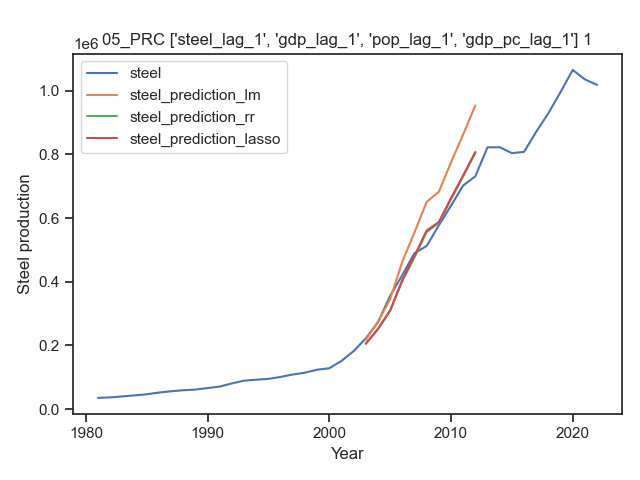 05_PRC ['steel_lag_1', 'gdp_lag_1', 'pop_lag_1', 'gdp_pc_lag_1'] 1
1e6
steel
steel_prediction_lm
steel_prediction_rr
steel_prediction_lasso
1.0
0.8
0.6
0.4
0.2
0.0
Steel production
1980
1990
2000
2010
2020
Year